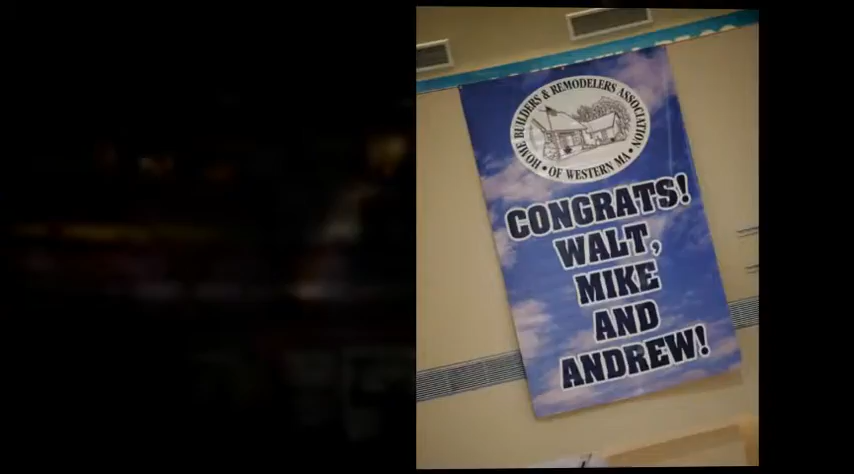 HOME BUILDERS & REMODELERS ASSOCIATION
• OF WESTERN MA •
CONGRATS!
WALT,
MIKE
AND
ANDREW!